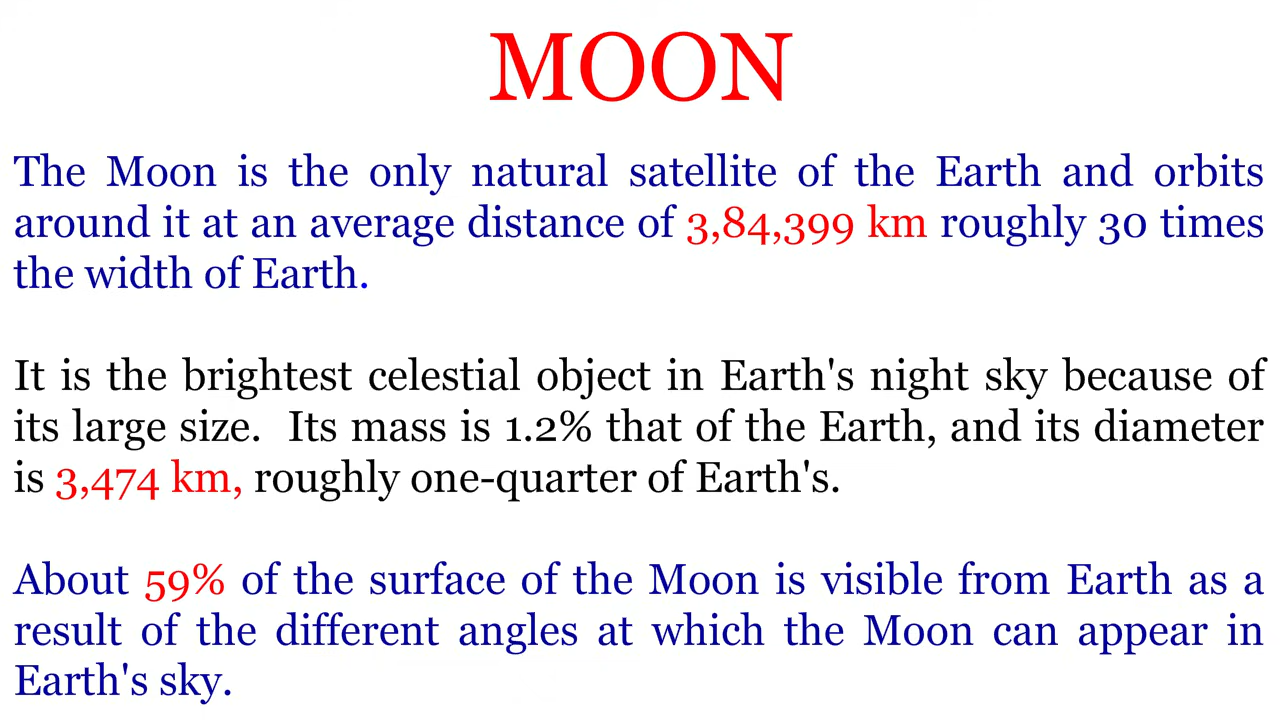 MOON
The Moon is the only natural satellite of the Earth and orbits
around it at an average distance of 3,84,399 km roughly 30 times
the width of Earth.
It is the brightest celestial object in Earth's night sky because of
its large size.  Its mass is 1.2% that of the Earth, and its diameter
is 3,474 km, roughly one-quarter of Earth's.
About 59% of the surface of the Moon is visible from Earth as a
result of the different angles at which the Moon can appear in
Earth's sky.